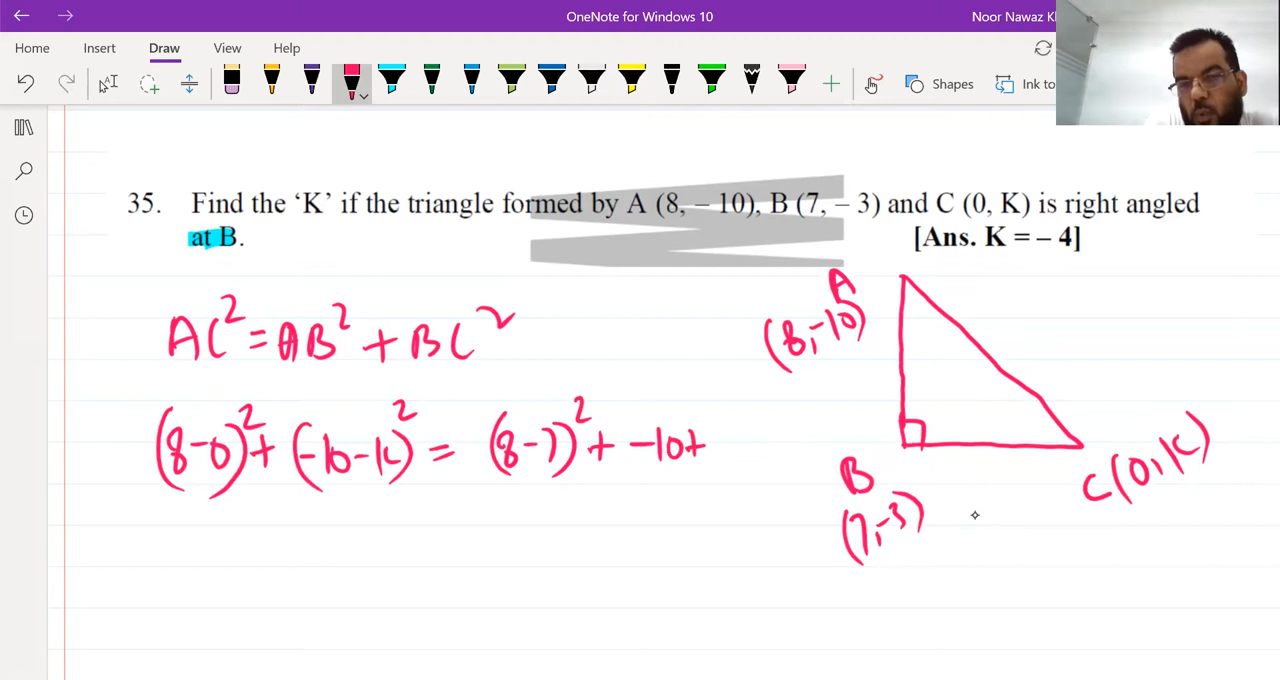 OneNote for Windows 10
Noor Nawaz Kh
Home Insert Draw View Help
Shapes
Ink to
35. Find the ‘K’ if the triangle formed by A (8, – 10), B (7, – 3) and C (0, K) is right angled
at B. [Ans. K = – 4]
AC² = AB² + BC²
(8-0)² + (-10-K)² = (8-7)² + -10+
A
(8,-10)
B
(7,-3)
C(0,K)